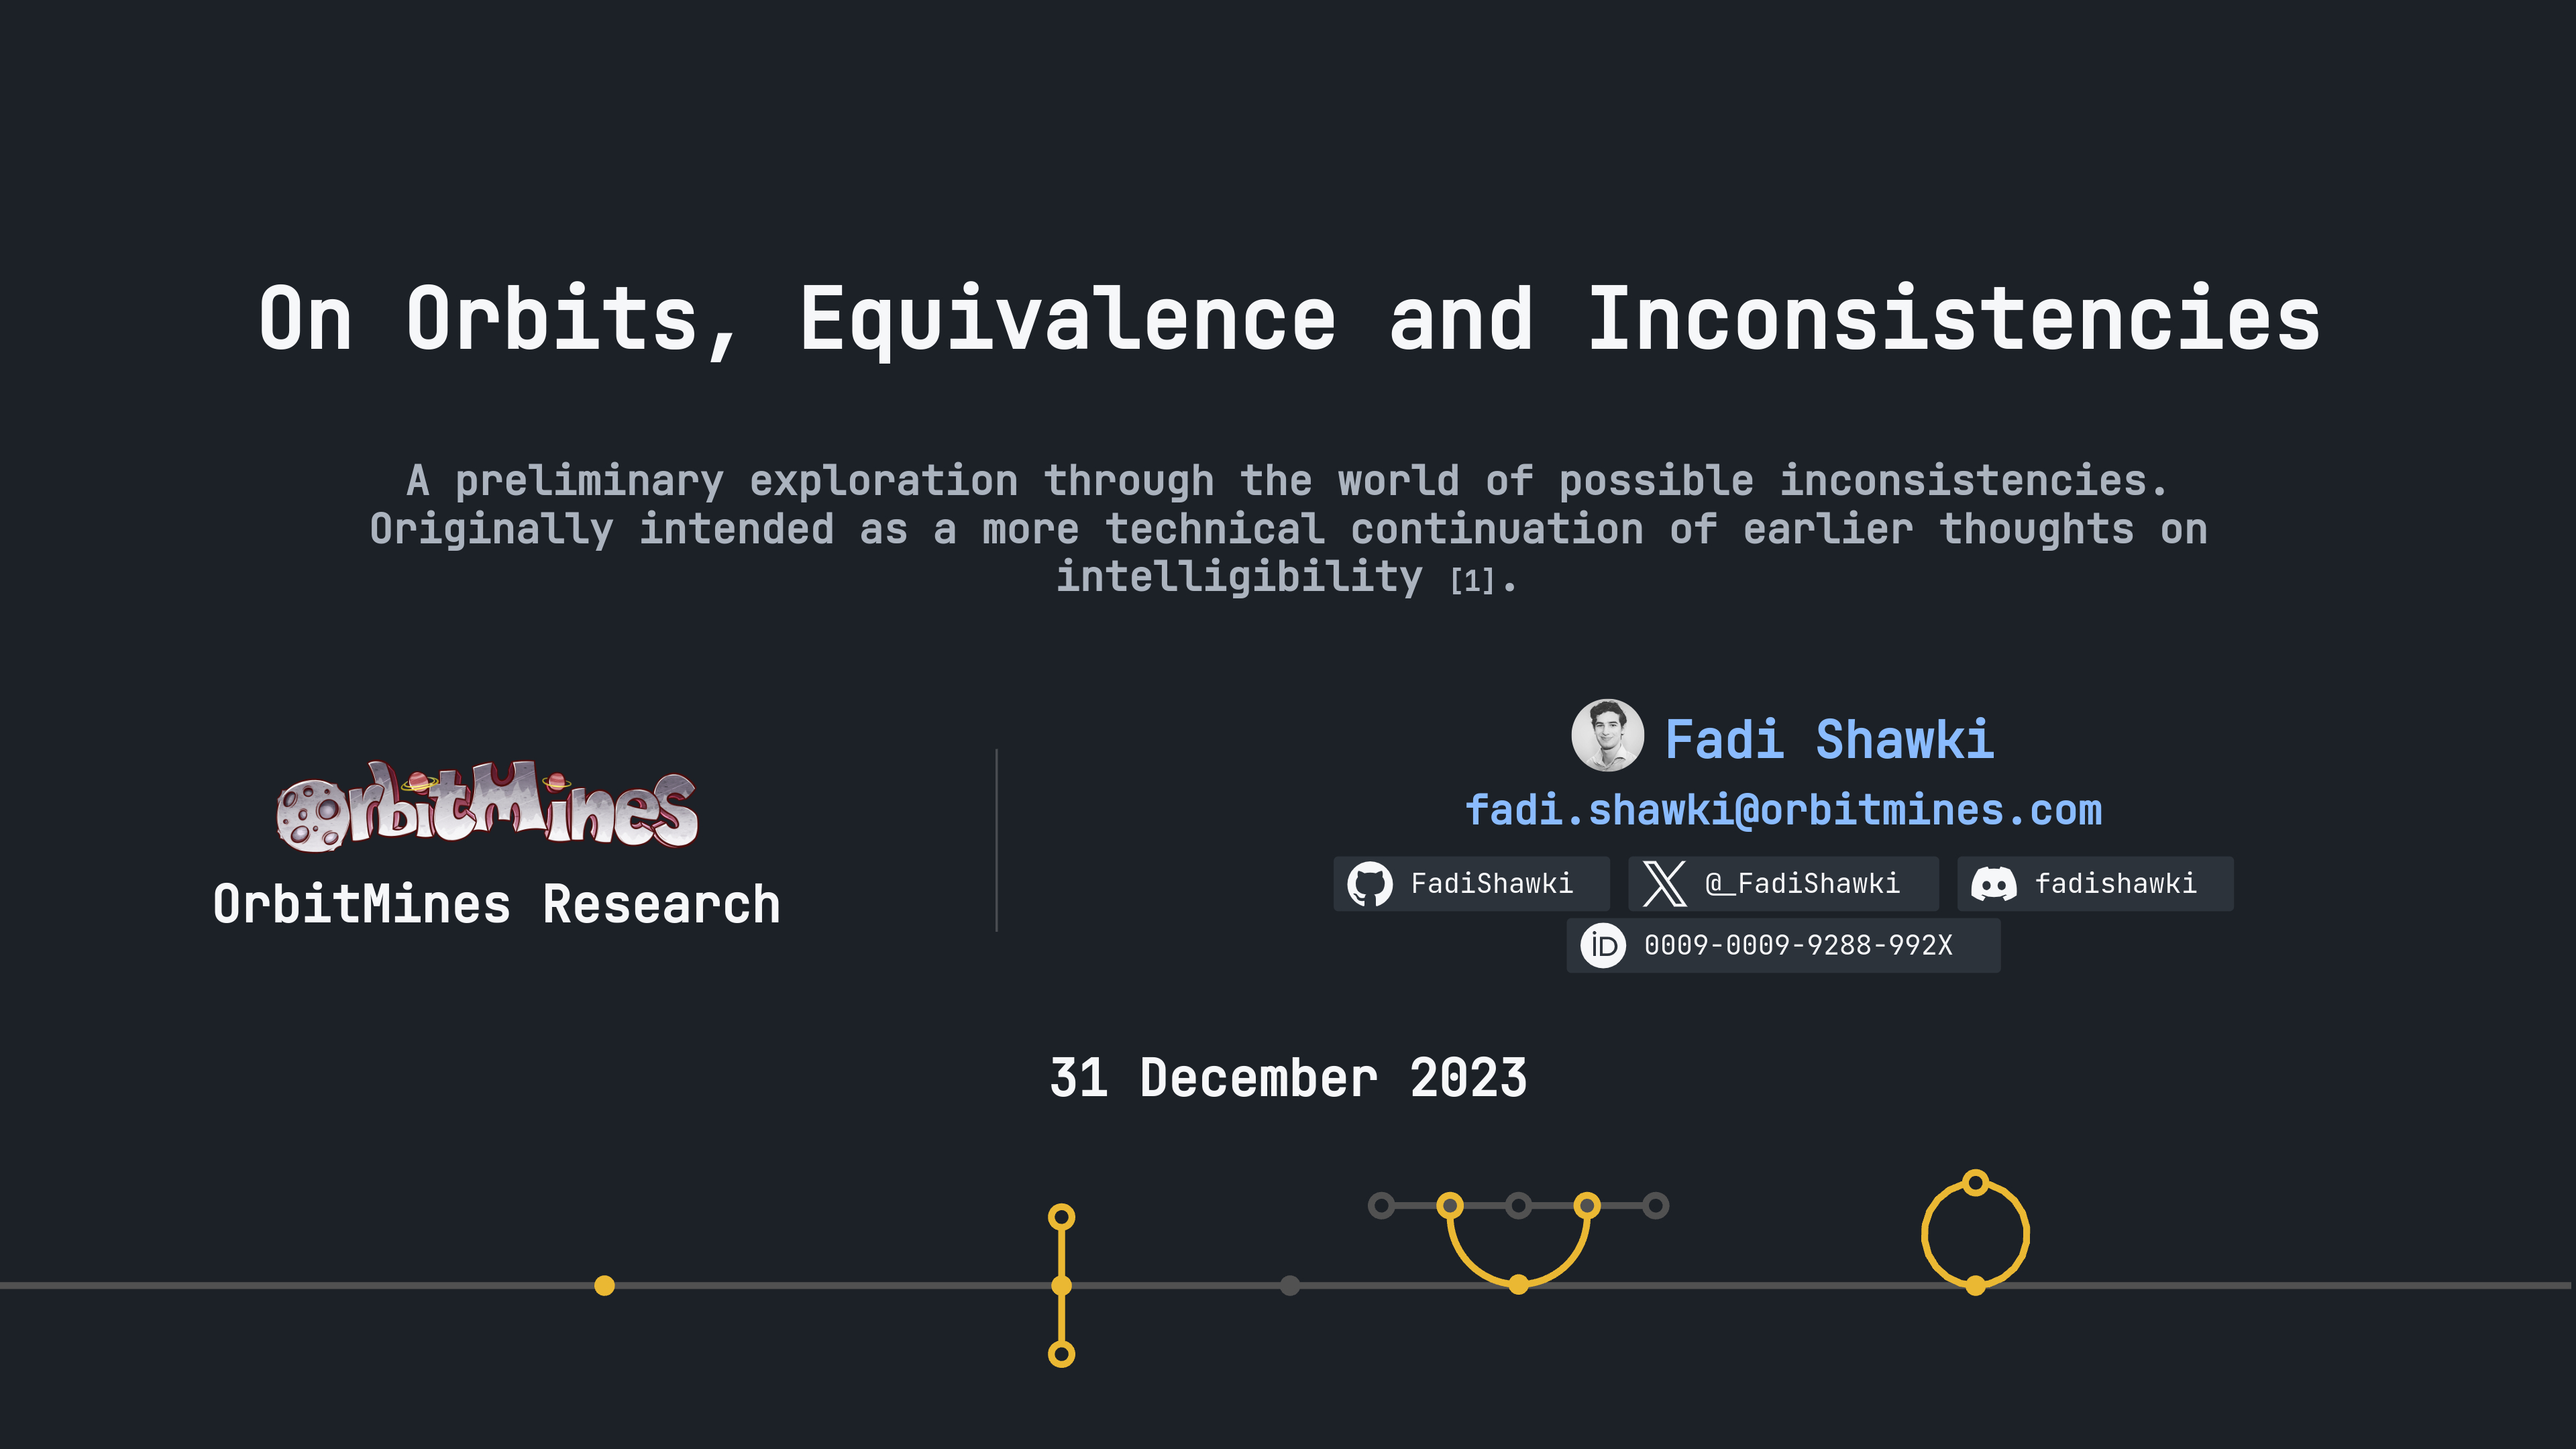 On Orbits, Equivalence and Inconsistencies
A preliminary exploration through the world of possible inconsistencies.
Originally intended as a more technical continuation of earlier thoughts on
intelligibility [1].
OrbitMines
OrbitMines Research
Fadi Shawki
fadi.shawki@orbitmines.com
FadiShawki
@_FadiShawki
fadishawki
iD 0009-0009-9288-992X
31 December 2023